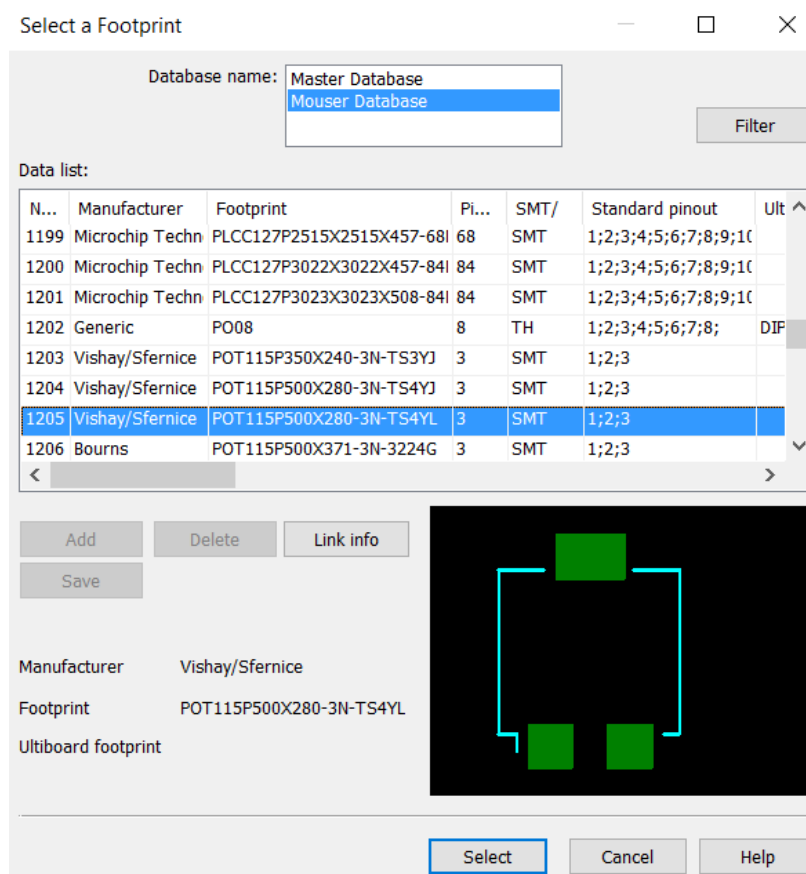 Select a Footprint
Database name:
Master Database
Mouser Database
Filter
Data list:
N... Manufacturer Footprint Pi... SMT/ Standard pinout Ult
1199 Microchip Techn PLCC127P2515X2515X457-68 68 SMT 1;2;3;4;5;6;7;8;9;10
1200 Microchip Techn PLCC127P3022X3022X457-84 84 SMT 1;2;3;4;5;6;7;8;9;10
1201 Microchip Techn PLCC127P3023X3023X508-84 84 SMT 1;2;3;4;5;6;7;8;9;10
1202 Generic PO08 8 TH 1;2;3;4;5;6;7;8; DIP
1203 Vishay/Sfernice POT115P350X240-3N-TS3YJ 3 SMT 1;2;3
1204 Vishay/Sfernice POT115P500X280-3N-TS4YJ 3 SMT 1;2;3
1205 Vishay/Sfernice POT115P500X280-3N-TS4YL 3 SMT 1;2;3
1206 Bourns POT115P500X371-3N-3224G 3 SMT 1;2;3
Add Delete Link info
Save
Manufacturer Vishay/Sfernice
Footprint POT115P500X280-3N-TS4YL
Ultiboard footprint
Select Cancel Help